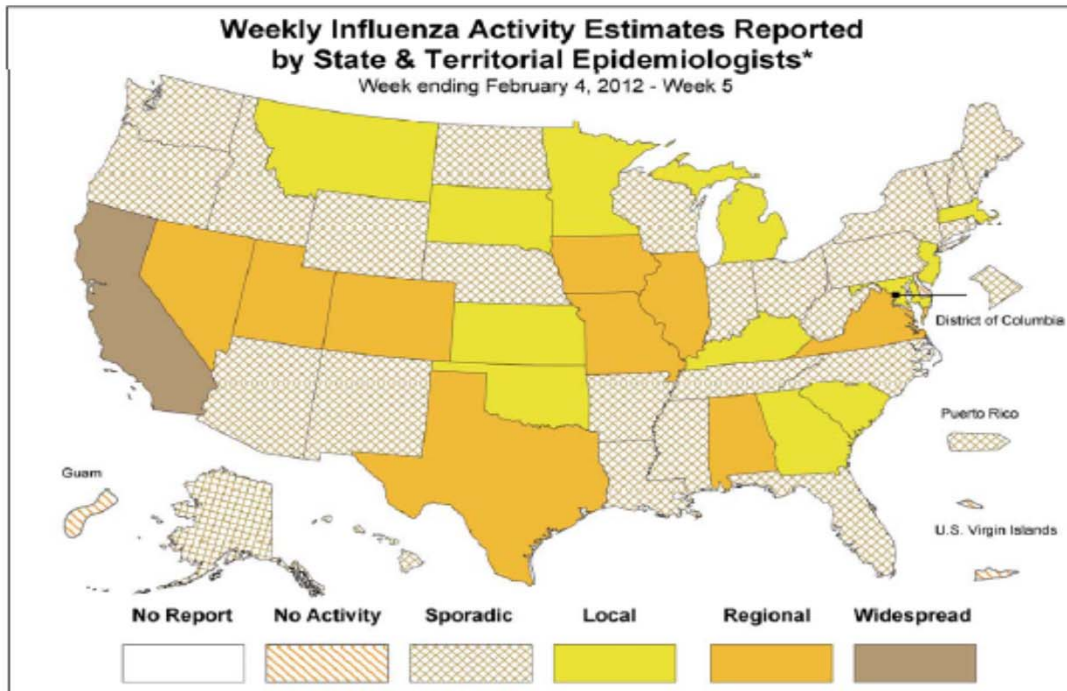 Weekly Influenza Activity Estimates Reported
by State & Territorial Epidemiologists*
Week ending February 4, 2012 - Week 5
District of Columbia
Puerto Rico
Guam
U.S. Virgin Islands
No Report No Activity Sporadic Local Regional Widespread